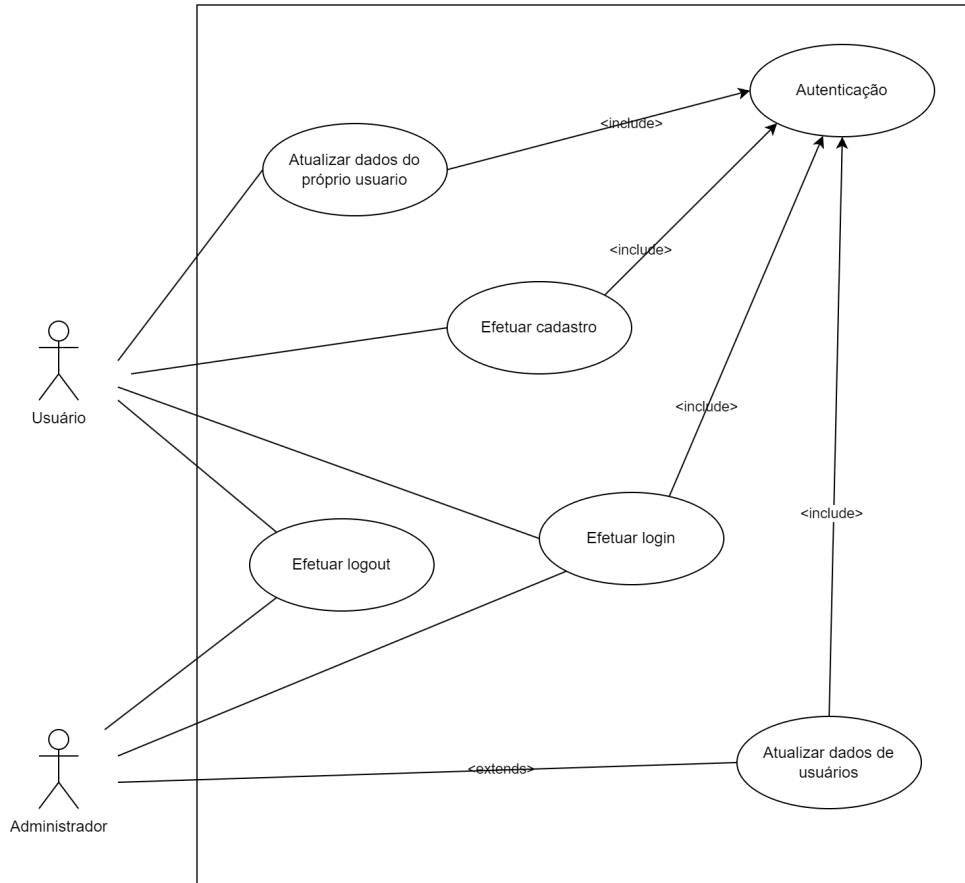 Autenticação
<include>
Atualizar dados do
próprio usuario
<include>
Efetuar cadastro
Usuário
<include>
<include>
Efetuar login
Efetuar logout
Atualizar dados de
usuários
<extends>
Administrador